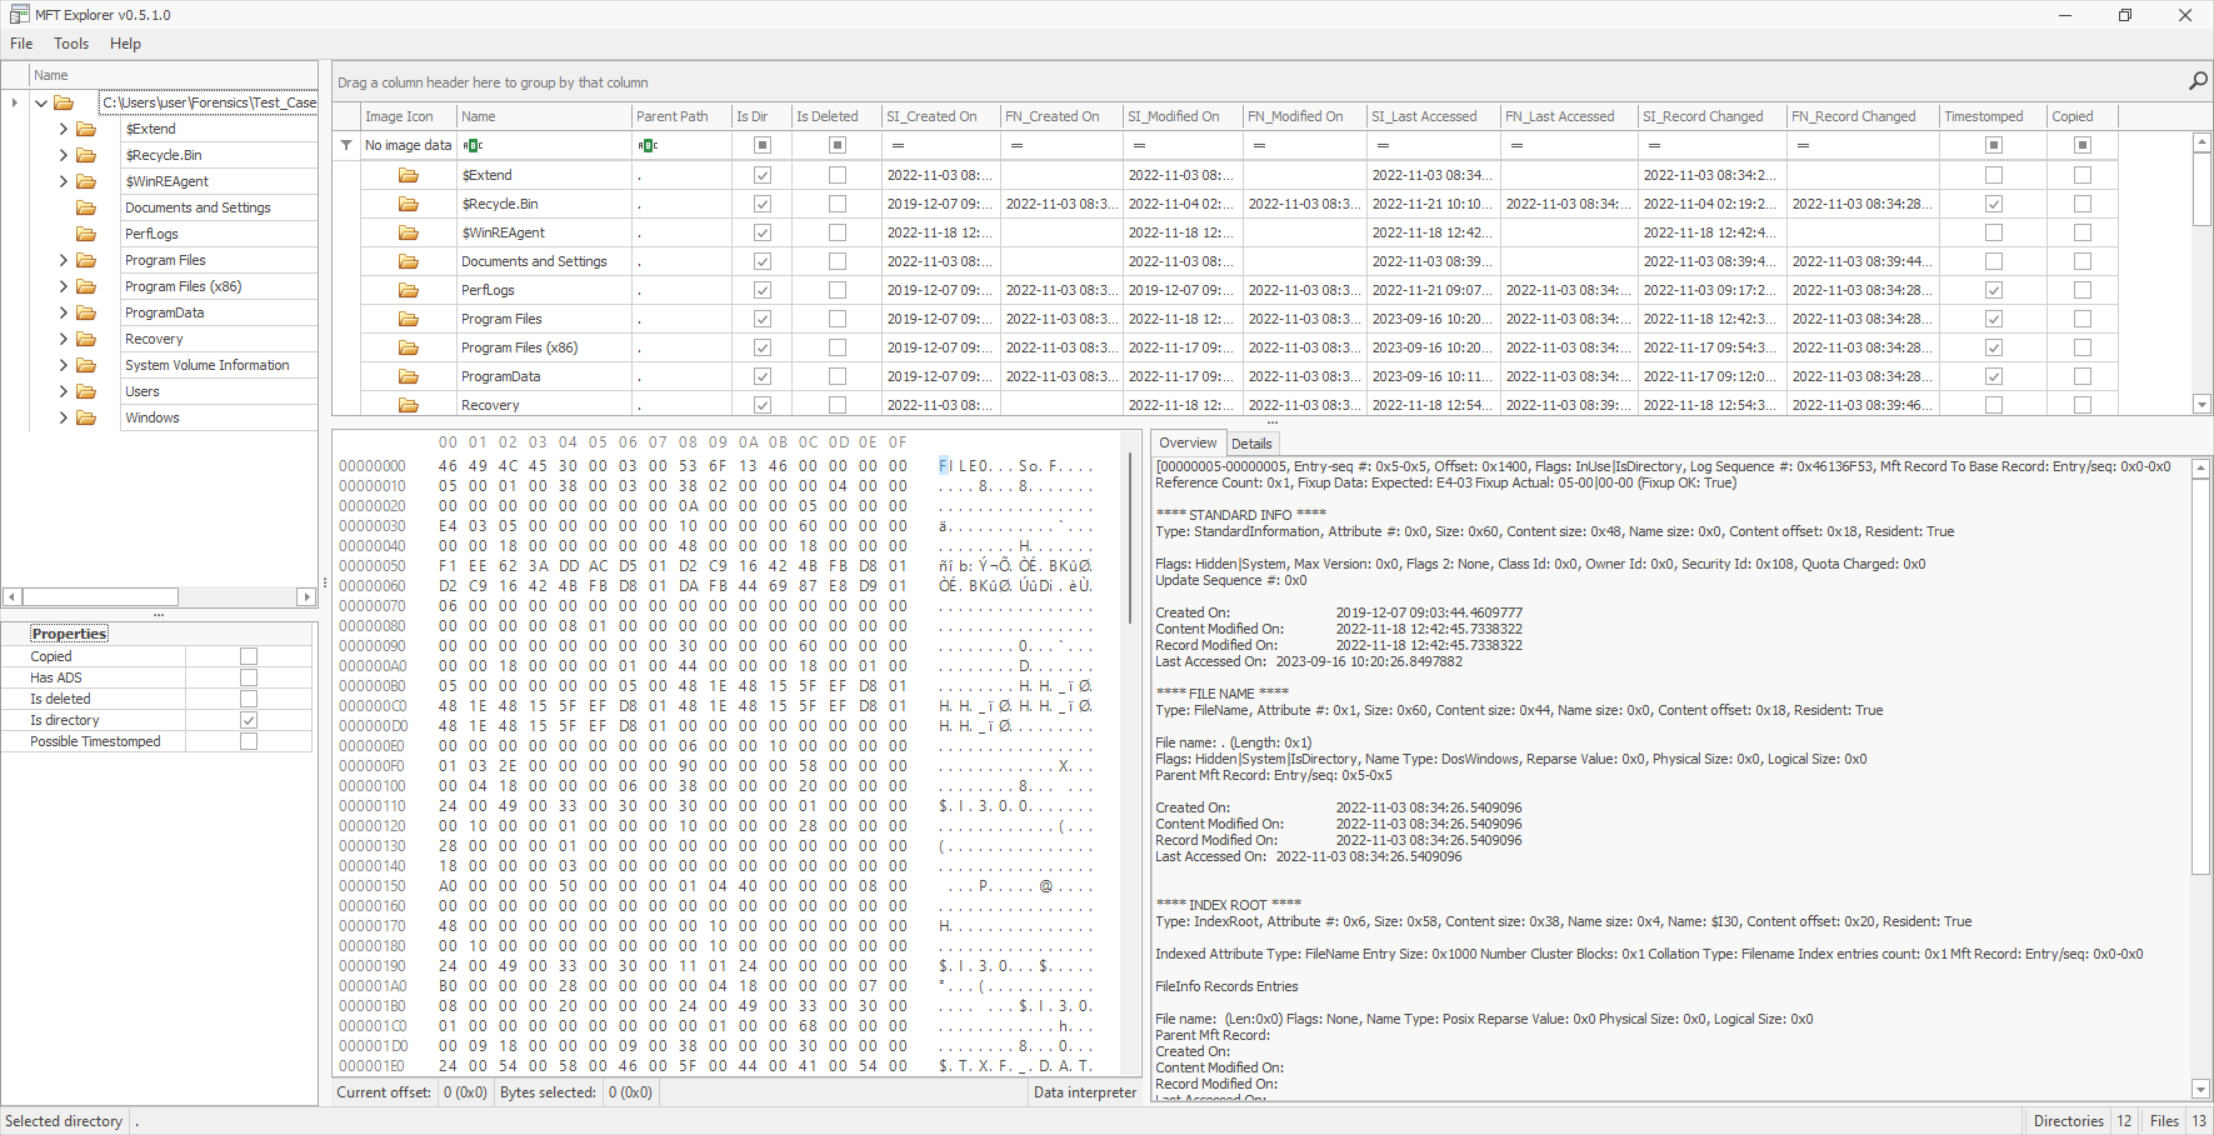 MFT Explorer v0.5.1.0
File Tools Help
Name
C:\Users\user\Forensics\Test_Case
$Extend
$Recycle.Bin
$WinREAgent
Documents and Settings
PerfLogs
Program Files
Program Files (x86)
ProgramData
Recovery
System Volume Information
Users
Windows
Properties
Copied
Has ADS
Is deleted
Is directory
Possible Timestomped
Drag a column header here to group by that column
Image Icon Name Parent Path Is Dir Is Deleted SI_Created On FN_Created On SI_Modified On FN_Modified On SI_Last Accessed FN_Last Accessed SI_Record Changed FN_Record Changed Timestomped Copied
No image data = = = = = = = =
$Extend . 2022-11-03 08:... 2022-11-03 08:... 2022-11-03 08:34... 2022-11-03 08:34:2...
$Recycle.Bin . 2019-12-07 09:... 2022-11-03 08:3... 2022-11-04 02:... 2022-11-03 08:3... 2022-11-21 10:10... 2022-11-03 08:34:... 2022-11-04 02:19:2... 2022-11-03 08:34:28...
$WinREAgent . 2022-11-18 12:... 2022-11-18 12:... 2022-11-18 12:42... 2022-11-18 12:42:4...
Documents and Settings . 2022-11-03 08:... 2022-11-03 08:... 2022-11-03 08:39... 2022-11-03 08:39:4... 2022-11-03 08:39:44...
PerfLogs . 2019-12-07 09:... 2022-11-03 08:3... 2019-12-07 09:... 2022-11-03 08:3... 2022-11-21 09:07... 2022-11-03 08:34:... 2022-11-03 09:17:2... 2022-11-03 08:34:28...
Program Files . 2019-12-07 09:... 2022-11-03 08:3... 2022-11-18 12:... 2022-11-03 08:3... 2023-09-16 10:20... 2022-11-03 08:34:... 2022-11-18 12:42:3... 2022-11-03 08:34:28...
Program Files (x86) . 2019-12-07 09:... 2022-11-03 08:3... 2022-11-17 09:... 2022-11-03 08:3... 2023-09-16 10:20... 2022-11-03 08:34:... 2022-11-17 09:54:3... 2022-11-03 08:34:28...
ProgramData . 2019-12-07 09:... 2022-11-03 08:3... 2022-11-17 09:... 2022-11-03 08:3... 2023-09-16 10:11... 2022-11-03 08:34:... 2022-11-17 09:12:0... 2022-11-03 08:34:28...
Recovery . 2022-11-03 08:... 2022-11-18 12:... 2022-11-03 08:3... 2022-11-18 12:54... 2022-11-03 08:39:... 2022-11-18 12:54:3... 2022-11-03 08:39:46...
00 01 02 03 04 05 06 07 08 09 0A 0B 0C 0D 0E 0F
00000000 46 49 4C 45 30 00 03 00 53 6F 13 46 00 00 00 00 FILE0...So.F....
00000010 05 00 01 00 38 00 03 00 38 02 00 00 00 04 00 00 ....8...8.......
00000020 00 00 00 00 00 00 00 00 0A 00 00 00 05 00 00 00 ................
00000030 E4 03 05 00 00 00 00 00 10 00 00 00 60 00 00 00 ä...........`...
00000040 00 00 18 00 00 00 00 00 48 00 00 00 18 00 00 00 ........H.......
00000050 F1 EE 62 3A DD AC D5 01 D2 C9 16 42 4B FB D8 01 ñîb:Ý¬Õ.ÒÉ.BKûØ.
00000060 D2 C9 16 42 4B FB D8 01 DA FB 44 69 87 E8 D9 01 ÒÉ.BKûØ.ÚûDi.èÙ.
00000070 06 00 00 00 00 00 00 00 00 00 00 00 00 00 00 00 ................
00000080 00 00 00 00 08 01 00 00 00 00 00 00 00 00 00 00 ................
00000090 00 00 00 00 00 00 00 00 30 00 00 00 60 00 00 00 ........0...`...
000000A0 00 00 18 00 00 00 01 00 44 00 00 00 18 00 01 00 ........D.......
000000B0 05 00 00 00 00 00 05 00 48 1E 48 15 5F EF D8 01 ........H.H._ïØ.
000000C0 48 1E 48 15 5F EF D8 01 48 1E 48 15 5F EF D8 01 H.H._ïØ.H.H._ïØ.
000000D0 48 1E 48 15 5F EF D8 01 00 00 00 00 00 00 00 00 H.H._ïØ.........
000000E0 00 00 00 00 00 00 00 00 06 00 00 10 00 00 00 00 ................
000000F0 01 03 2E 00 00 00 00 00 90 00 00 00 58 00 00 00 ............X...
00000100 00 04 18 00 00 00 06 00 38 00 00 00 20 00 00 00 ........8... ...
00000110 24 00 49 00 33 00 30 00 30 00 00 00 01 00 00 00 $.I.3.0.0.......
00000120 00 10 00 00 01 00 00 00 10 00 00 00 28 00 00 00 ............(...
00000130 28 00 00 00 01 00 00 00 00 00 00 00 00 00 00 00 (...............
00000140 18 00 00 00 03 00 00 00 00 00 00 00 00 00 00 00 ................
00000150 A0 00 00 00 50 00 00 00 01 04 40 00 00 00 08 00 ...P.....@....
00000160 00 00 00 00 00 00 00 00 00 00 00 00 00 00 00 00 ................
00000170 48 00 00 00 00 00 00 00 00 10 00 00 00 00 00 00 H...............
00000180 00 10 00 00 00 00 00 00 00 10 00 00 00 00 00 00 ................
00000190 24 00 49 00 33 00 30 00 11 01 24 00 00 00 00 00 $.I.3.0...$.....
000001A0 B0 00 00 00 28 00 00 00 00 04 18 00 00 00 07 00 °...(...........
000001B0 08 00 00 00 20 00 00 00 24 00 49 00 33 00 30 00 .... ...$.I.3.0.
000001C0 01 00 00 00 00 00 00 00 00 01 00 00 68 00 00 00 ............h...
000001D0 00 09 18 00 00 00 09 00 38 00 00 00 30 00 00 00 ........8...0...
000001E0 24 00 54 00 58 00 46 00 5F 00 44 00 41 00 54 00 $.T.X.F._.D.A.T.
Current offset: 0 (0x0) Bytes selected: 0 (0x0) Data interpreter
Overview Details
[00000005-00000005, Entry-seq #: 0x5-0x5, Offset: 0x1400, Flags: InUse|IsDirectory, Log Sequence #: 0x46136F53, Mft Record To Base Record: Entry/seq: 0x0-0x0
Reference Count: 0x1, Fixup Data: Expected: E4-03 Fixup Actual: 05-00|00-00 (Fixup OK: True)
**** STANDARD INFO ****
Type: StandardInformation, Attribute #: 0x0, Size: 0x60, Content size: 0x48, Name size: 0x0, Content offset: 0x18, Resident: True
Flags: Hidden|System, Max Version: 0x0, Flags 2: None, Class Id: 0x0, Owner Id: 0x0, Security Id: 0x108, Quota Charged: 0x0
Update Sequence #: 0x0
Created On: 2019-12-07 09:03:44.4609777
Content Modified On: 2022-11-18 12:42:45.7338322
Record Modified On: 2022-11-18 12:42:45.7338322
Last Accessed On: 2023-09-16 10:20:26.8497882
**** FILE NAME ****
Type: FileName, Attribute #: 0x1, Size: 0x60, Content size: 0x44, Name size: 0x0, Content offset: 0x18, Resident: True
File name: . (Length: 0x1)
Flags: Hidden|System|IsDirectory, Name Type: DosWindows, Reparse Value: 0x0, Physical Size: 0x0, Logical Size: 0x0
Parent Mft Record: Entry/seq: 0x5-0x5
Created On: 2022-11-03 08:34:26.5409096
Content Modified On: 2022-11-03 08:34:26.5409096
Record Modified On: 2022-11-03 08:34:26.5409096
Last Accessed On: 2022-11-03 08:34:26.5409096
**** INDEX ROOT ****
Type: IndexRoot, Attribute #: 0x6, Size: 0x58, Content size: 0x38, Name size: 0x4, Name: $I30, Content offset: 0x20, Resident: True
Indexed Attribute Type: FileName Entry Size: 0x1000 Number Cluster Blocks: 0x1 Collation Type: Filename Index entries count: 0x1 Mft Record: Entry/seq: 0x0-0x0
FileInfo Records Entries
File name: (Len:0x0) Flags: None, Name Type: Posix Reparse Value: 0x0 Physical Size: 0x0, Logical Size: 0x0
Parent Mft Record:
Created On:
Content Modified On:
Record Modified On:
Last Accessed On:
Selected directory . Directories 12 Files 13